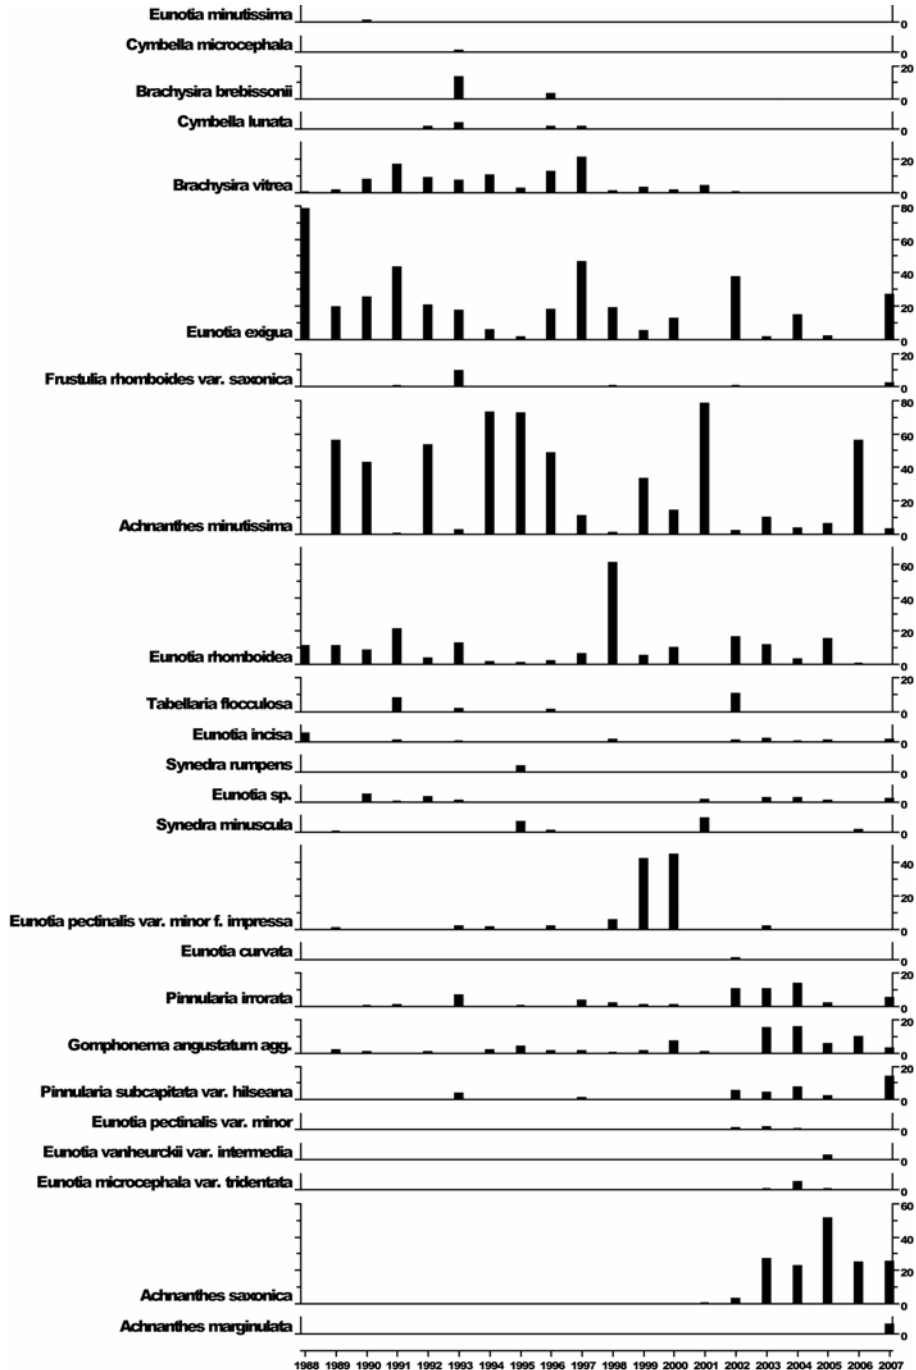 Eunotia minutissima
0
Cymbella microcephala
0
20
Brachysira brebissonii
0
Cymbella lunata
0
20
Brachysira vitrea
0
80
60
40
20
Eunotia exigua
0
20
Frustulia rhomboides var. saxonica
0
80
60
40
20
Achnanthes minutissima
0
60
40
20
Eunotia rhomboidea
0
20
Tabellaria flocculosa
0
Eunotia incisa
0
Synedra rumpens
0
Eunotia sp.
0
Synedra minuscula
0
40
20
Eunotia pectinalis var. minor f. impressa
0
Eunotia curvata
0
20
Pinnularia irrorata
0
20
Gomphonema angustatum agg.
0
20
Pinnularia subcapitata var. hilseana
0
Eunotia pectinalis var. minor
0
Eunotia vanheurckii var. intermedia
0
Eunotia microcephala var. tridentata
0
60
40
20
Achnanthes saxonica
0
Achnanthes marginulata
0
1988 1989 1990 1991 1992 1993 1994 1995 1996 1997 1998 1999 2000 2001 2002 2003 2004 2005 2006 2007